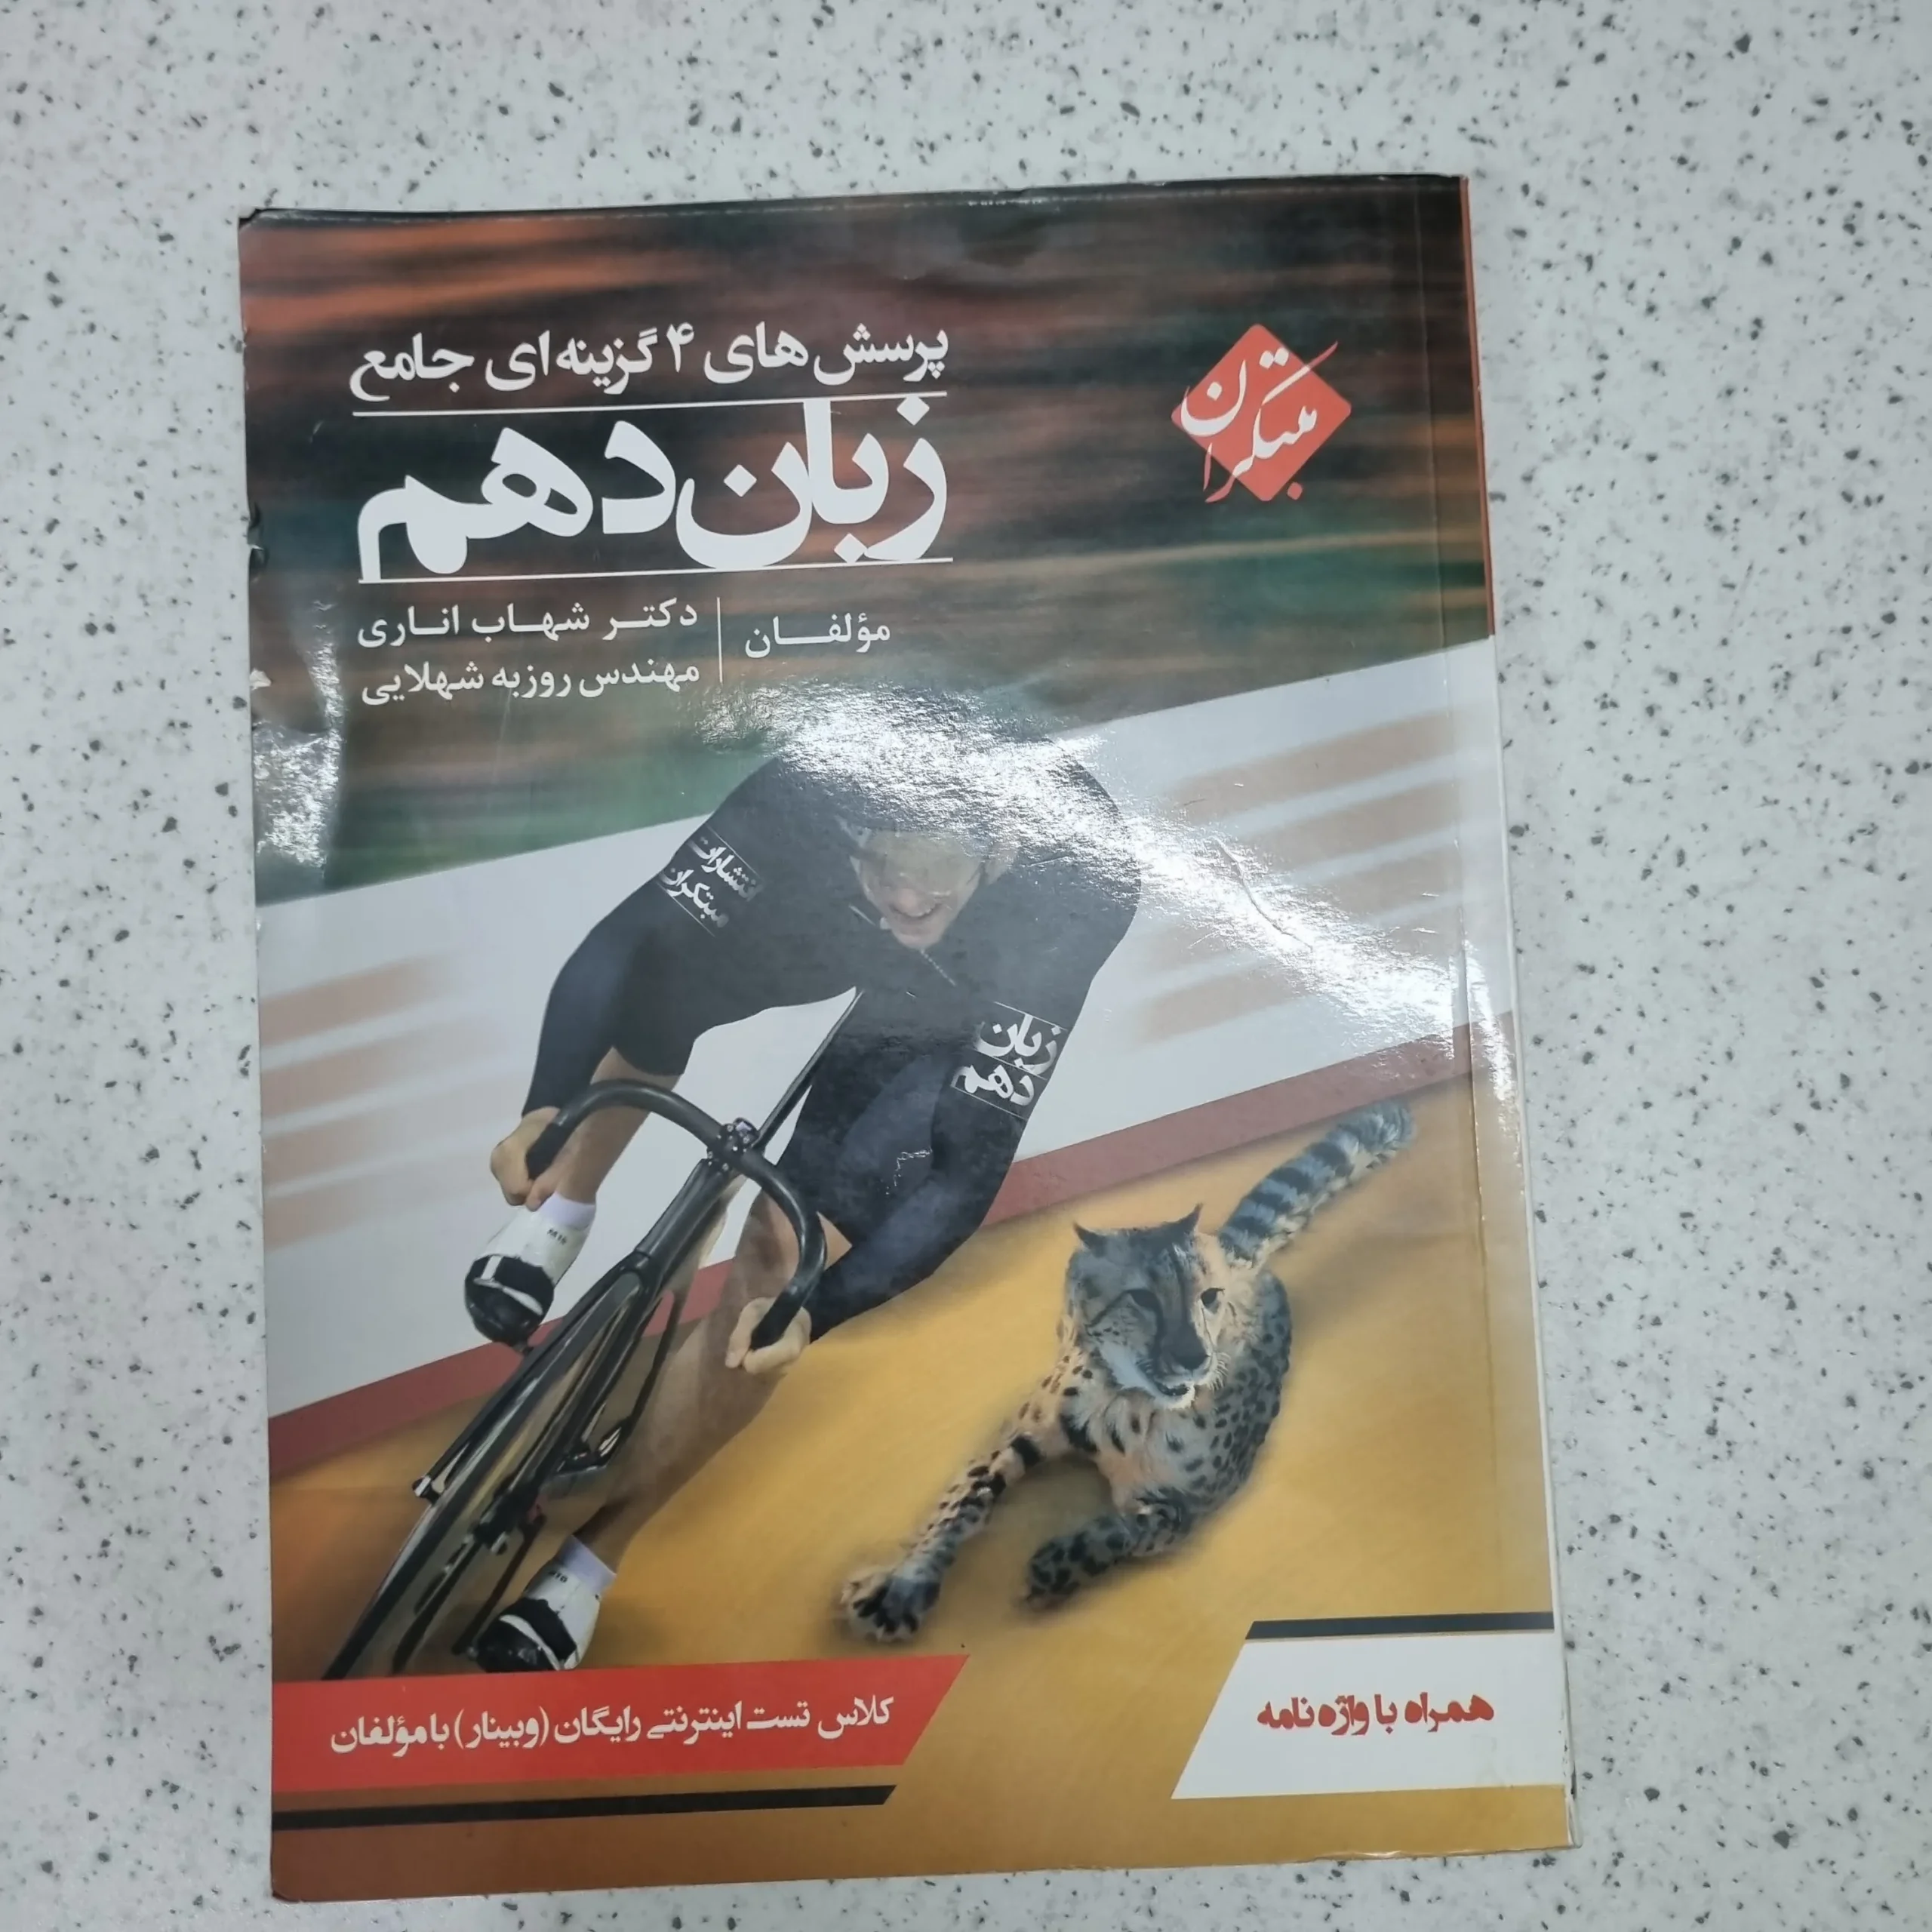 مبتکران
پرسش های ۴ گزینه ای جامع
زبان دهم
مؤلفان
دکتر شهاب اناری
مهندس روزبه شهلایی
انتشارات
مبتکران
زبان
دهم
همراه با واژه نامه
کلاس تست اینترنتی رایگان (وبینار) با مؤلفان